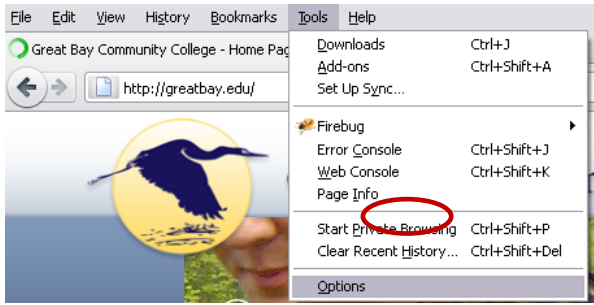 File Edit View History Bookmarks Tools Help
Great Bay Community College - Home Pag
http://greatbay.edu/
Downloads Ctrl+J
Add-ons Ctrl+Shift+A
Set Up Sync...
Firebug
Error Console Ctrl+Shift+J
Web Console Ctrl+Shift+K
Page Info
Start Private Browsing Ctrl+Shift+P
Clear Recent History... Ctrl+Shift+Del
Options